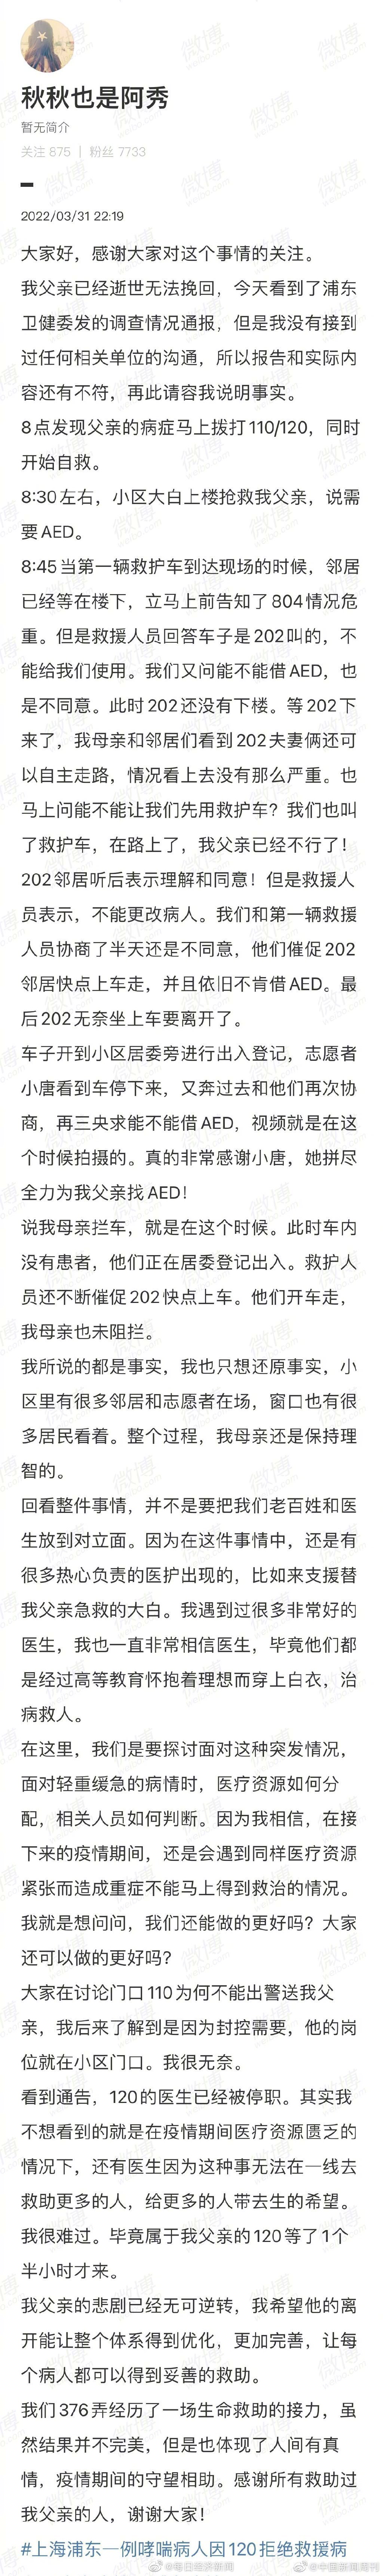 秋秋也是阿秀
暂无简介
关注 875 | 粉丝 7733
2022/03/31 22:19
大家好，感谢大家对这个事情的关注。
我父亲已经逝世无法挽回，今天看到了浦东
卫健委发的调查情况通报，但是我没有接到
过任何相关单位的沟通，所以报告和实际内
容还有不符，再此请容我说明事实。
8点发现父亲的病症马上拔打110/120，同时
开始自救。
8:30左右，小区大白上楼抢救我父亲，说需
要AED。
8:45当第一辆救护车到达现场的时候，邻居
已经等在楼下，立马上前告知了804情况危
重。但是救援人员回答车子是202叫的，不
能给我们使用。我们又问能不能借AED，也
是不同意。此时202还没有下楼。等202下
来了，我母亲和邻居们看到202夫妻俩还可
以自主走路，情况看上去没有那么严重。也
马上问能不能让我们先用救护车？我们也叫
了救护车，在路上了，我父亲已经不行了！
202邻居听后表示理解和同意！但是救援人
员表示，不能更改病人。我们和第一辆救援
人员协商了半天还是不同意，他们催促202
邻居快点上车走，并且依旧不肯借AED。最
后202无奈坐上车要离开了。
车子开到小区居委旁进行出入登记，志愿者
小唐看到车停下来，又奔过去和他们再次协
商，再三央求能不能借AED，视频就是在这
个时候拍摄的。真的非常感谢小唐，她拼尽
全力为我父亲找AED！
说我母亲拦车，就是在这个时候。此时车内
没有患者，他们正在居委登记出入。救护人
员还不断催促202快点上车。他们开车走，
我母亲也未阻拦。
我所说的都是事实，我也只想还原事实，小
区里有很多邻居和志愿者在场，窗口也有很
多居民看着。整个过程，我母亲还是保持理
智的。
回看整件事情，并不是要把我们老百姓和医
生放到对立面。因为在这件事情中，还是有
很多热心负责的医护出现的，比如来支援替
我父亲急救的大白。我遇到过很多非常好的
医生，我也一直非常相信医生，毕竟他们都
是经过高等教育怀抱着理想而穿上白衣，治
病救人。
在这里，我们是要探讨面对这种突发情况，
面对轻重缓急的病情时，医疗资源如何分
配，相关人员如何判断。因为我相信，在接
下来的疫情期间，还是会遇到同样医疗资源
紧张而造成重症不能马上得到救治的情况。
我就是想问问，我们还能做的更好吗？大家
还可以做的更好吗？
大家在讨论门口110为何不能出警送我父
亲，我后来了解到是因为封控需要，他的岗
位就在小区门口。我很无奈。
看到通告，120的医生已经被停职。其实我
不想看到的就是在疫情期间医疗资源匮乏的
情况下，还有医生因为这种事无法在一线去
救助更多的人，给更多的人带去生的希望。
我很难过。毕竟属于我父亲的120等了1个
半小时才来。
我父亲的悲剧已经无可逆转，我希望他的离
开能让整个体系得到优化，更加完善，让每
个病人都可以得到妥善的救助。
我们376弄经历了一场生命救助的接力，虽
然结果并不完美，但是也体现了人间有真
情，疫情期间的守望相助。感谢所有救助过
我父亲的人，谢谢大家！
#上海浦东一例哮喘病人因120拒绝救援病
@每日经济新闻 @中国新闻周刊